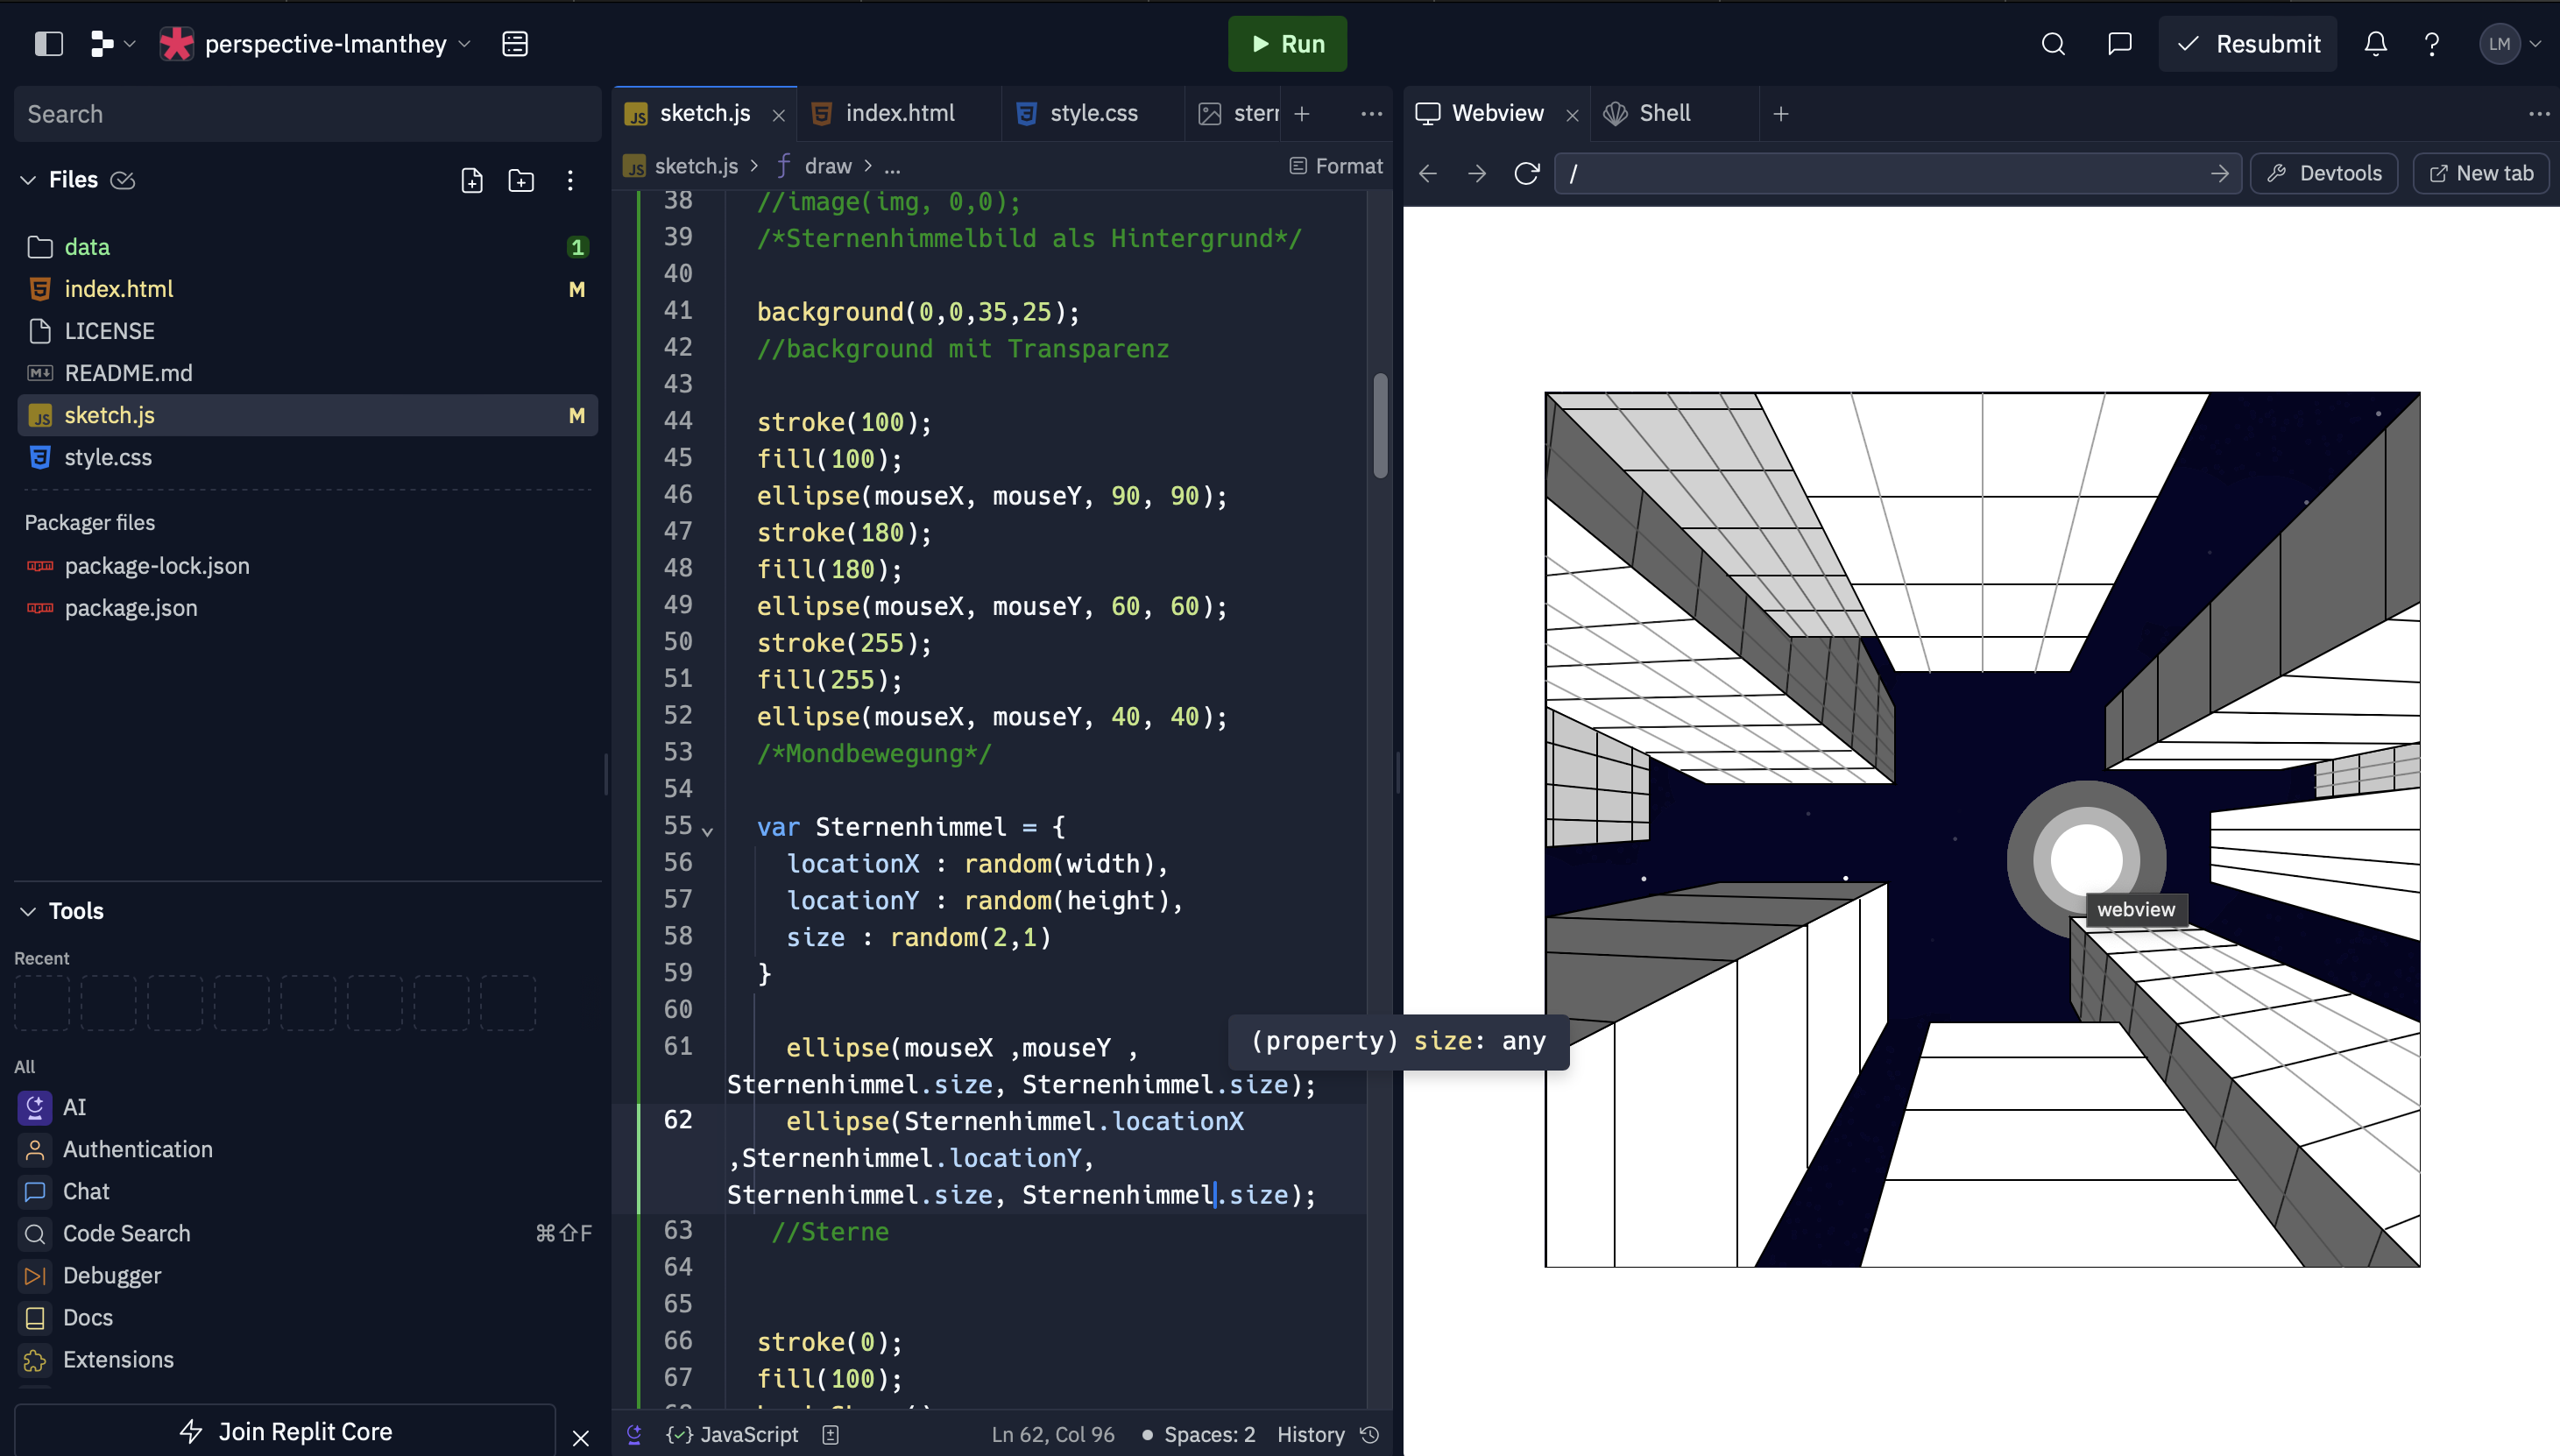 perspective-lmanthey
Run
Resubmit
LM
Search
Files
data 1
index.html M
LICENSE
README.md
sketch.js M
style.css
Packager files
package-lock.json
package.json
Tools
Recent
All
AI
Authentication
Chat
Code Search ⌘⇧F
Debugger
Docs
Extensions
Join Replit Core
sketch.js index.html style.css
sketch.js > draw > ...
Format
38 //image(img, 0,0);
39 /*Sternenhimmelbild als Hintergrund*/
40
41 background(0,0,35,25);
42 //background mit Transparenz
43
44 stroke(100);
45 fill(100);
46 ellipse(mouseX, mouseY, 90, 90);
47 stroke(180);
48 fill(180);
49 ellipse(mouseX, mouseY, 60, 60);
50 stroke(255);
51 fill(255);
52 ellipse(mouseX, mouseY, 40, 40);
53 /*Mondbewegung*/
54
55 var Sternenhimmel = {
56 locationX : random(width),
57 locationY : random(height),
58 size : random(2,1)
59 }
60
61 ellipse(mouseX ,mouseY ,
Sternenhimmel.size, Sternenhimmel.size);
62 ellipse(Sternenhimmel.locationX
,Sternenhimmel.locationY,
Sternenhimmel.size, Sternenhimmel.size);
63 //Sterne
64
65
66 stroke(0);
67 fill(100);
(property) size: any
JavaScript
Ln 62, Col 96
Spaces: 2
History
Webview Shell
/
Devtools
New tab
webview